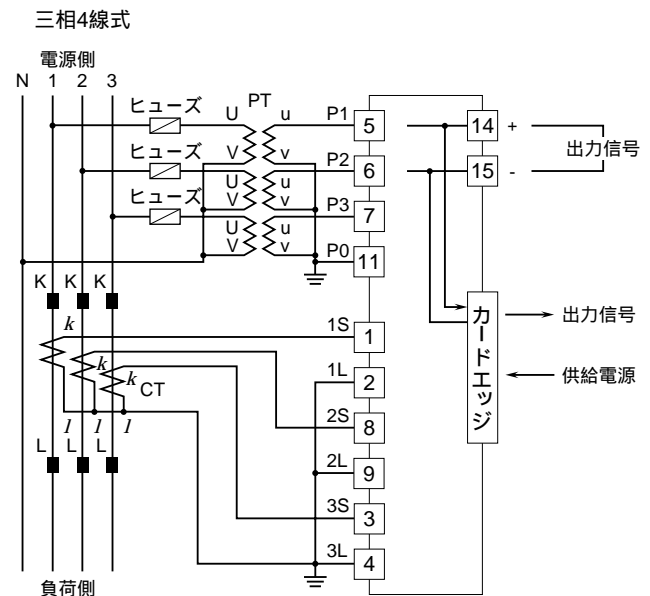 三相4線式
電源側
N 1 2 3
ヒューズ U PT u P1 5 14 +
V v 出力信号
ヒューズ U u P2 6 15 -
V v
ヒューズ U u P3 7
V v P0 11
K K K
k 1S 1 カードエッジ 出力信号
k 1L 2 供給電源
k CT
2S 8
l l l
L L L 2L 9
3S 3
3L 4
負荷側